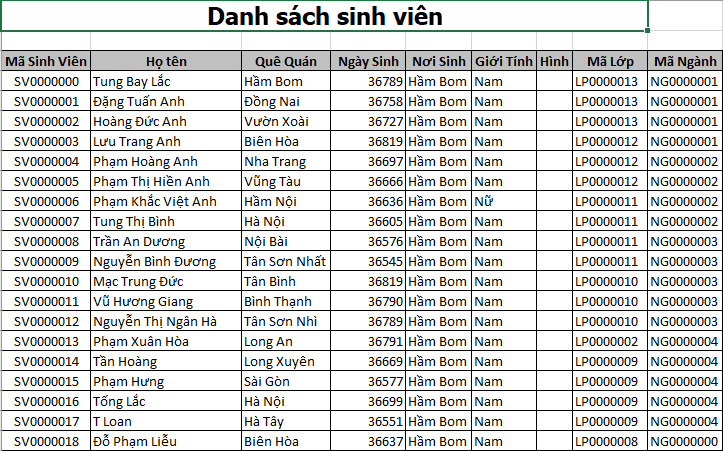 Danh sách sinh viên
Mã Sinh Viên Họ tên Quê Quán Ngày Sinh Nơi Sinh Giới Tính Hình Mã Lớp Mã Ngành
SV0000000 Tung Bay Lắc Hầm Bom 36789 Hầm Bom Nam LP0000013 NG0000001
SV0000001 Đặng Tuấn Anh Đồng Nai 36758 Hầm Bom Nam LP0000013 NG0000001
SV0000002 Hoàng Đức Anh Vườn Xoài 36727 Hầm Bom Nam LP0000013 NG0000001
SV0000003 Lưu Trang Anh Biên Hòa 36819 Hầm Bom Nam LP0000013 NG0000001
SV0000004 Phạm Hoàng Anh Nha Trang 36697 Hầm Bom Nam LP0000012 NG0000002
SV0000005 Phạm Thị Hiền Anh Vũng Tàu 36666 Hầm Bom Nam LP0000012 NG0000002
SV0000006 Phạm Khắc Việt Anh Hầm Nội 36636 Hầm Bom Nữ LP0000011 NG0000002
SV0000007 Tung Thị Bình Hà Nội 36605 Hầm Bom Nam LP0000011 NG0000002
SV0000008 Trần An Dương Nội Bài 36576 Hầm Bom Nam LP0000011 NG0000003
SV0000009 Nguyễn Bình Đương Tân Sơn Nhất 36545 Hầm Bom Nam LP0000011 NG0000003
SV0000010 Mạc Trung Đức Tân Bình 36819 Hầm Bom Nam LP0000010 NG0000003
SV0000011 Vũ Hương Giang Bình Thạnh 36790 Hầm Bom Nam LP0000010 NG0000003
SV0000012 Nguyễn Thị Ngân Hà Tân Sơn Nhì 36789 Hầm Bom Nam LP0000010 NG0000003
SV0000013 Phạm Xuân Hòa Long An 36791 Hầm Bom Nam LP0000002 NG0000004
SV0000014 Tần Hoàng Long Xuyên 36669 Hầm Bom Nam LP0000009 NG0000004
SV0000015 Phạm Hưng Sài Gòn 36577 Hầm Bom Nam LP0000009 NG0000004
SV0000016 Tống Lắc Hà Nội 36699 Hầm Bom Nam LP0000009 NG0000004
SV0000017 T Loan Hà Tây 36551 Hầm Bom Nam LP0000009 NG0000004
SV0000018 Đỗ Phạm Liễu Biên Hòa 36637 Hầm Bom Nam LP0000008 NG0000000